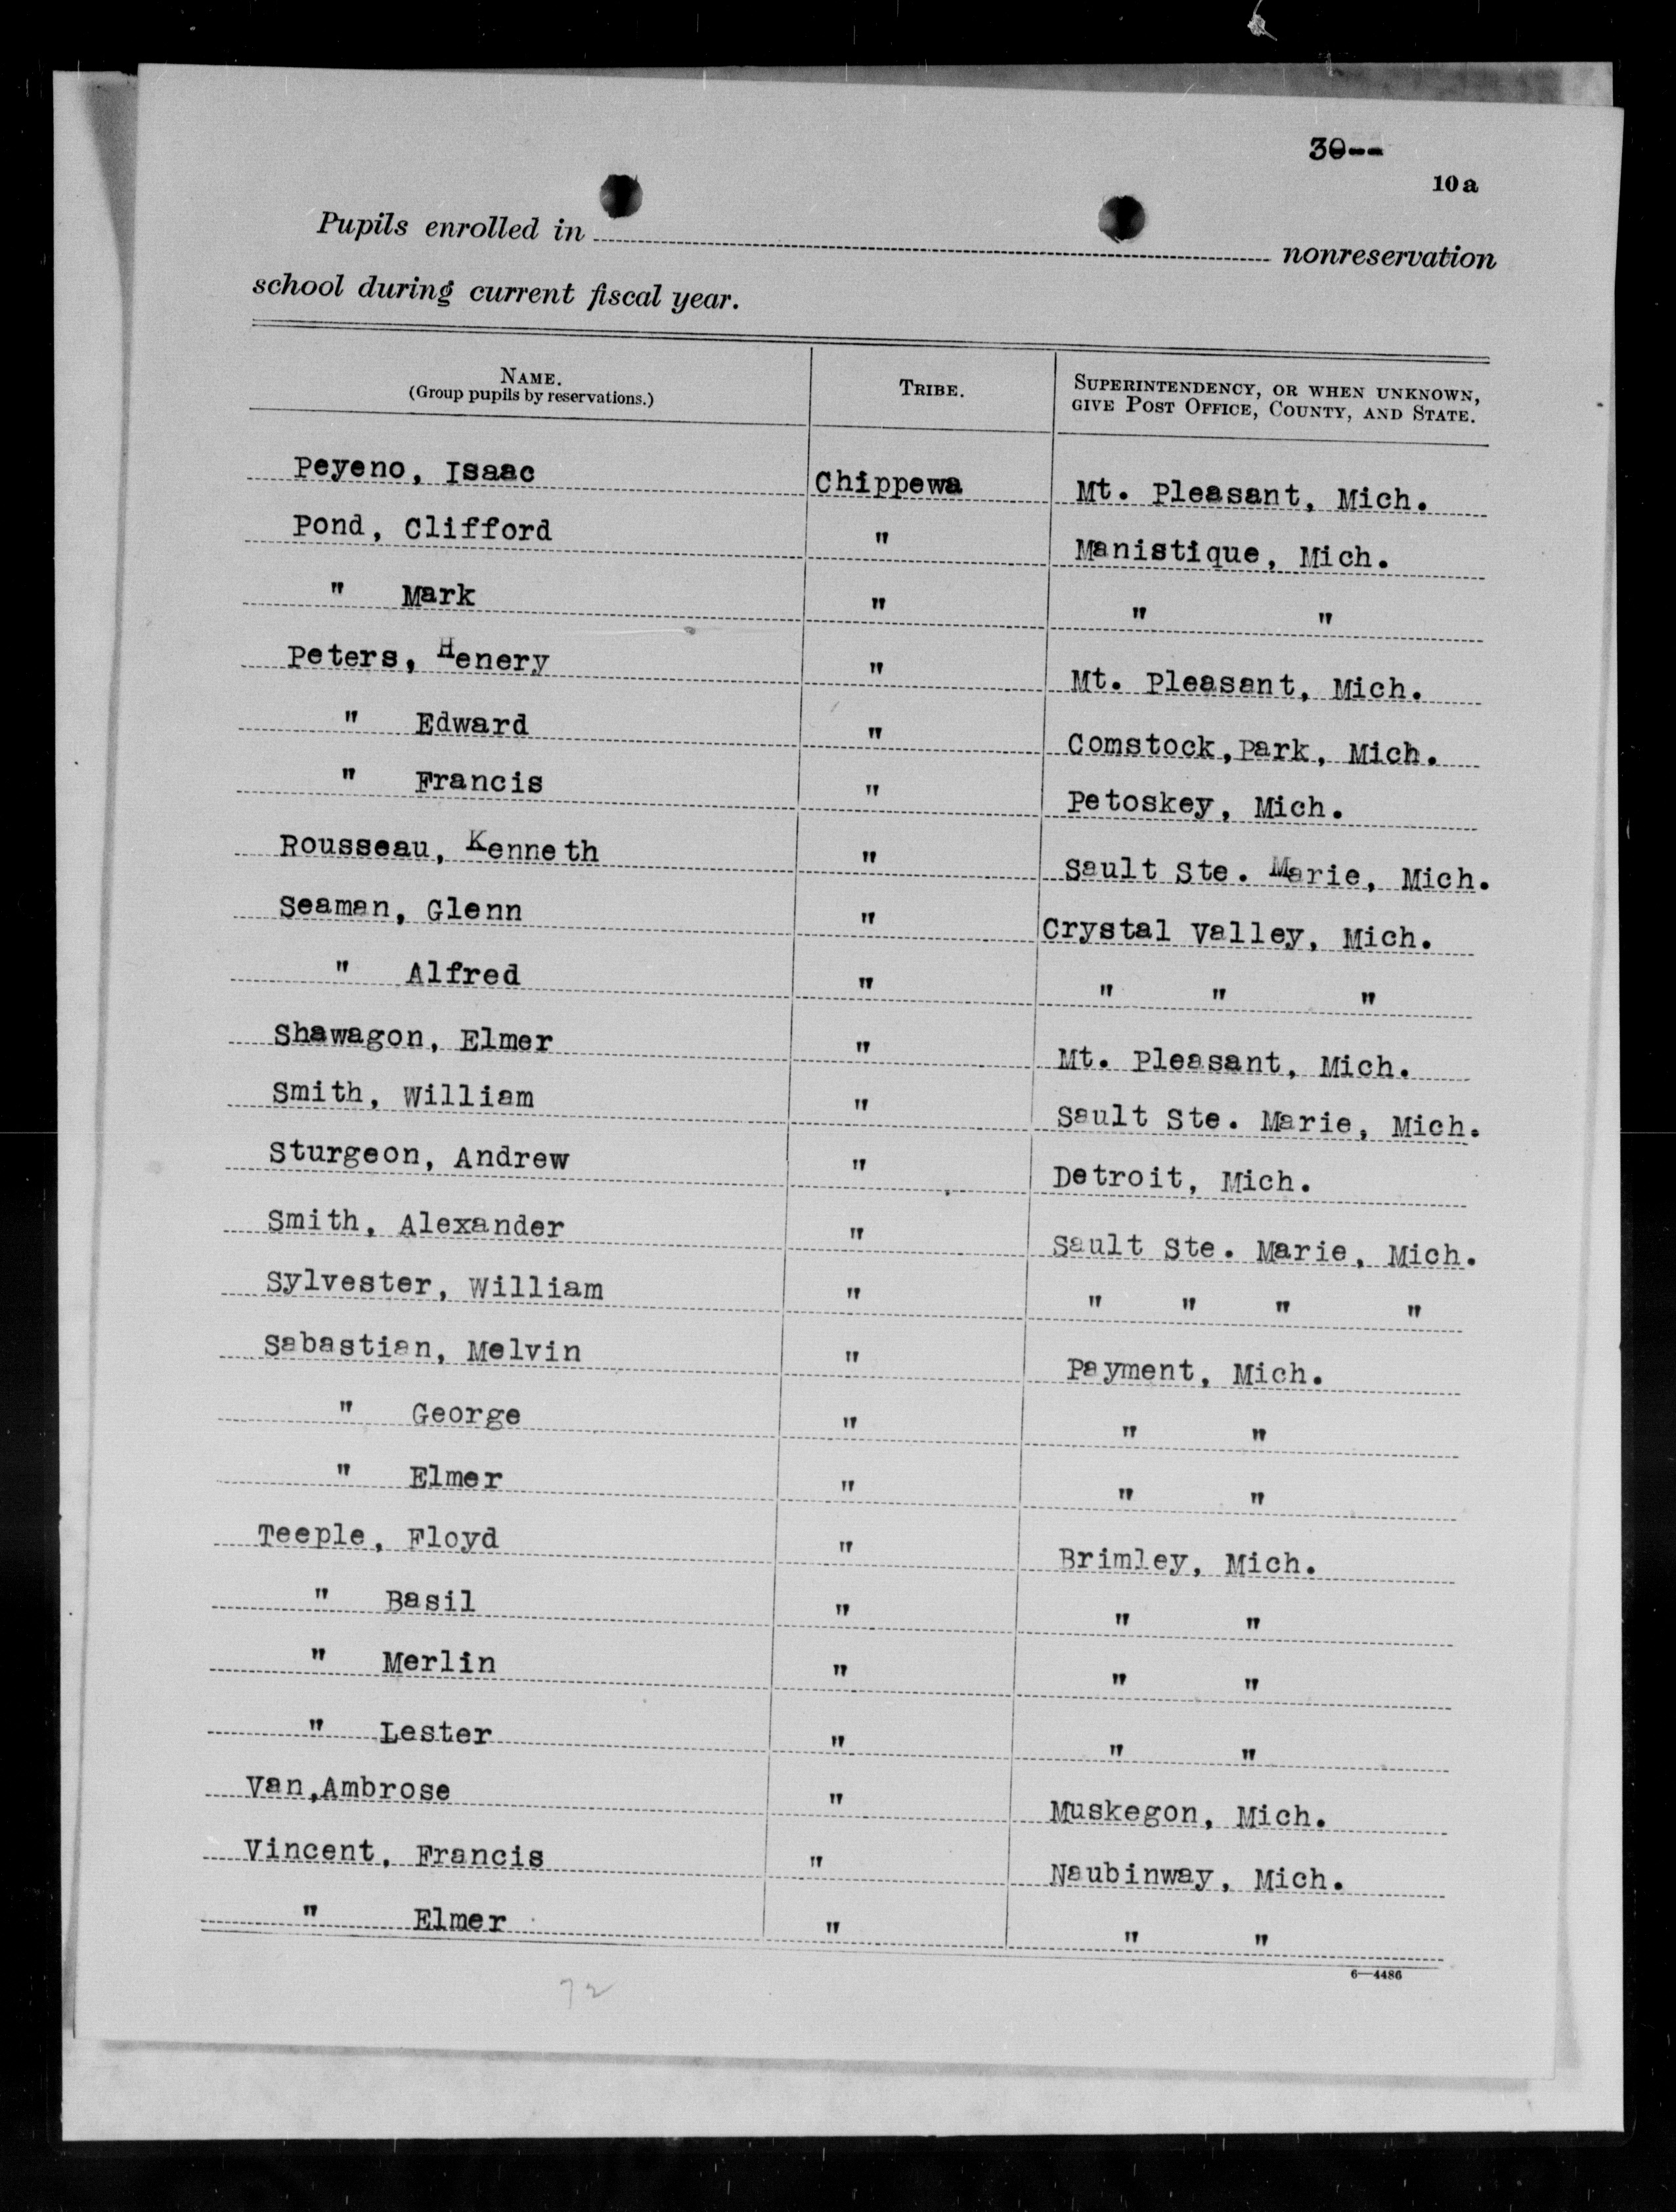 30--
10a
Pupils enrolled in nonreservation
school during current fiscal year.
NAME. TRIBE. SUPERINTENDENCY, OR WHEN UNKNOWN,
(Group pupils by reservations.) GIVE POST OFFICE, COUNTY, AND STATE.
Peyeno, Isaac Chippewa Mt. Pleasant, Mich.
Pond, Clifford " Manistique, Mich.
" Mark " " "
Peters, Henery " Mt. Pleasant, Mich.
" Edward " Comstock, Park, Mich.
" Francis " Petoskey, Mich.
Rousseau, Kenneth " Sault Ste. Marie, Mich.
Seaman, Glenn " Crystal Valley, Mich.
" Alfred " " " "
Shawagon, Elmer " Mt. Pleasant, Mich.
Smith, William " Sault Ste. Marie, Mich.
Sturgeon, Andrew " Detroit, Mich.
Smith, Alexander " Sault Ste. Marie, Mich.
Sylvester, William " " " " "
Sabastian, Melvin " Payment, Mich.
" George " " "
" Elmer " " "
Teeple, Floyd " Brimley, Mich.
" Basil " " "
" Merlin " " "
" Lester " " "
Van, Ambrose " Muskegon, Mich.
Vincent, Francis " Naubinway, Mich.
" Elmer " " "
6—4486
72